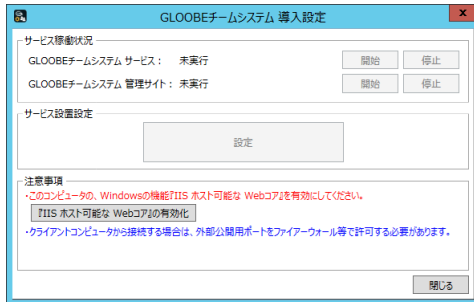 GLOOBEチームシステム 導入設定
x
サービス稼働状況
GLOOBEチームシステム サービス： 未実行 開始 停止
GLOOBEチームシステム 管理サイト： 未実行 開始 停止
サービス設置設定
設定
注意事項
・このコンピュータの、Windowsの機能『IIS ホスト可能な Webコア』を有効にしてください。
『IIS ホスト可能な Webコア』の有効化
・クライアントコンピュータから接続する場合は、外部公開用ポートをファイアーウォール等で許可する必要があります。
閉じる